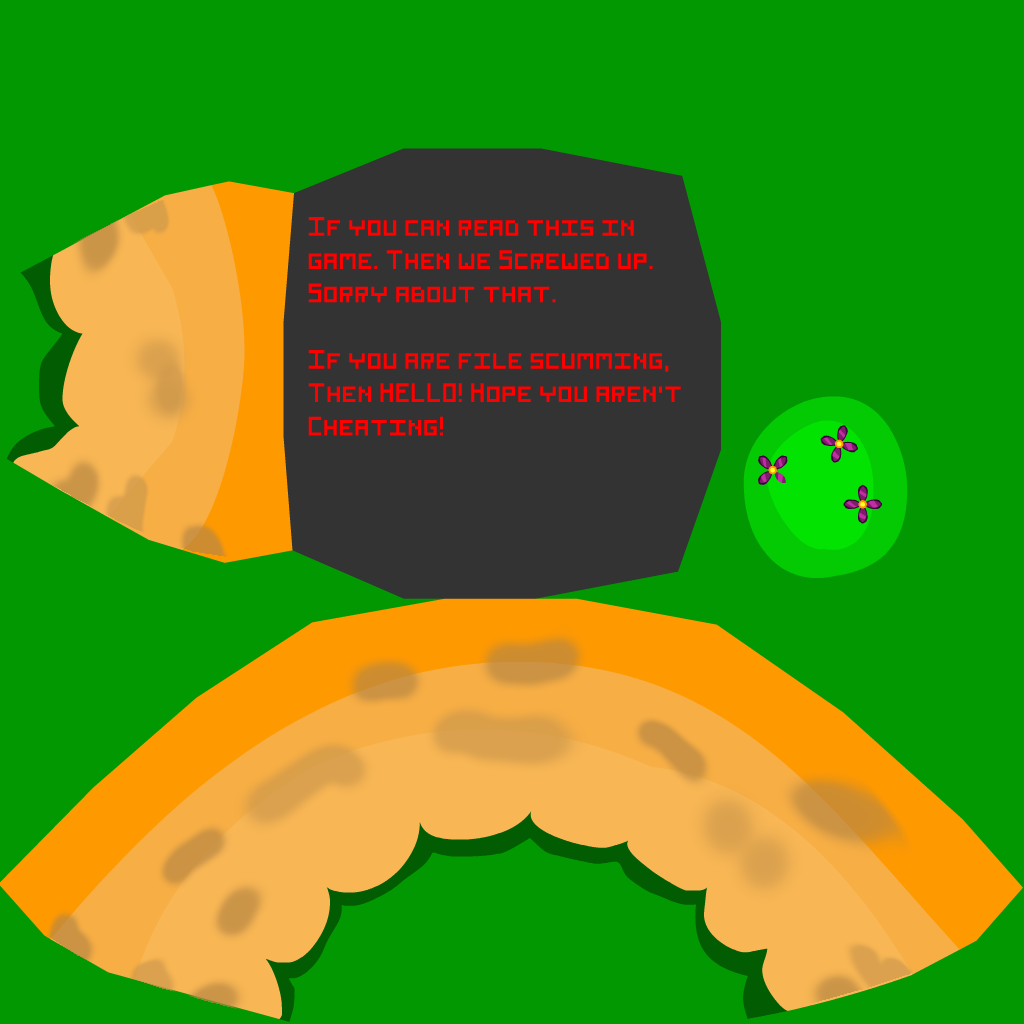 If you can read this in
game. Then we Screwed up.
Sorry about that.
If you are file scumming,
Then HELLO! Hope you aren't
Cheating!